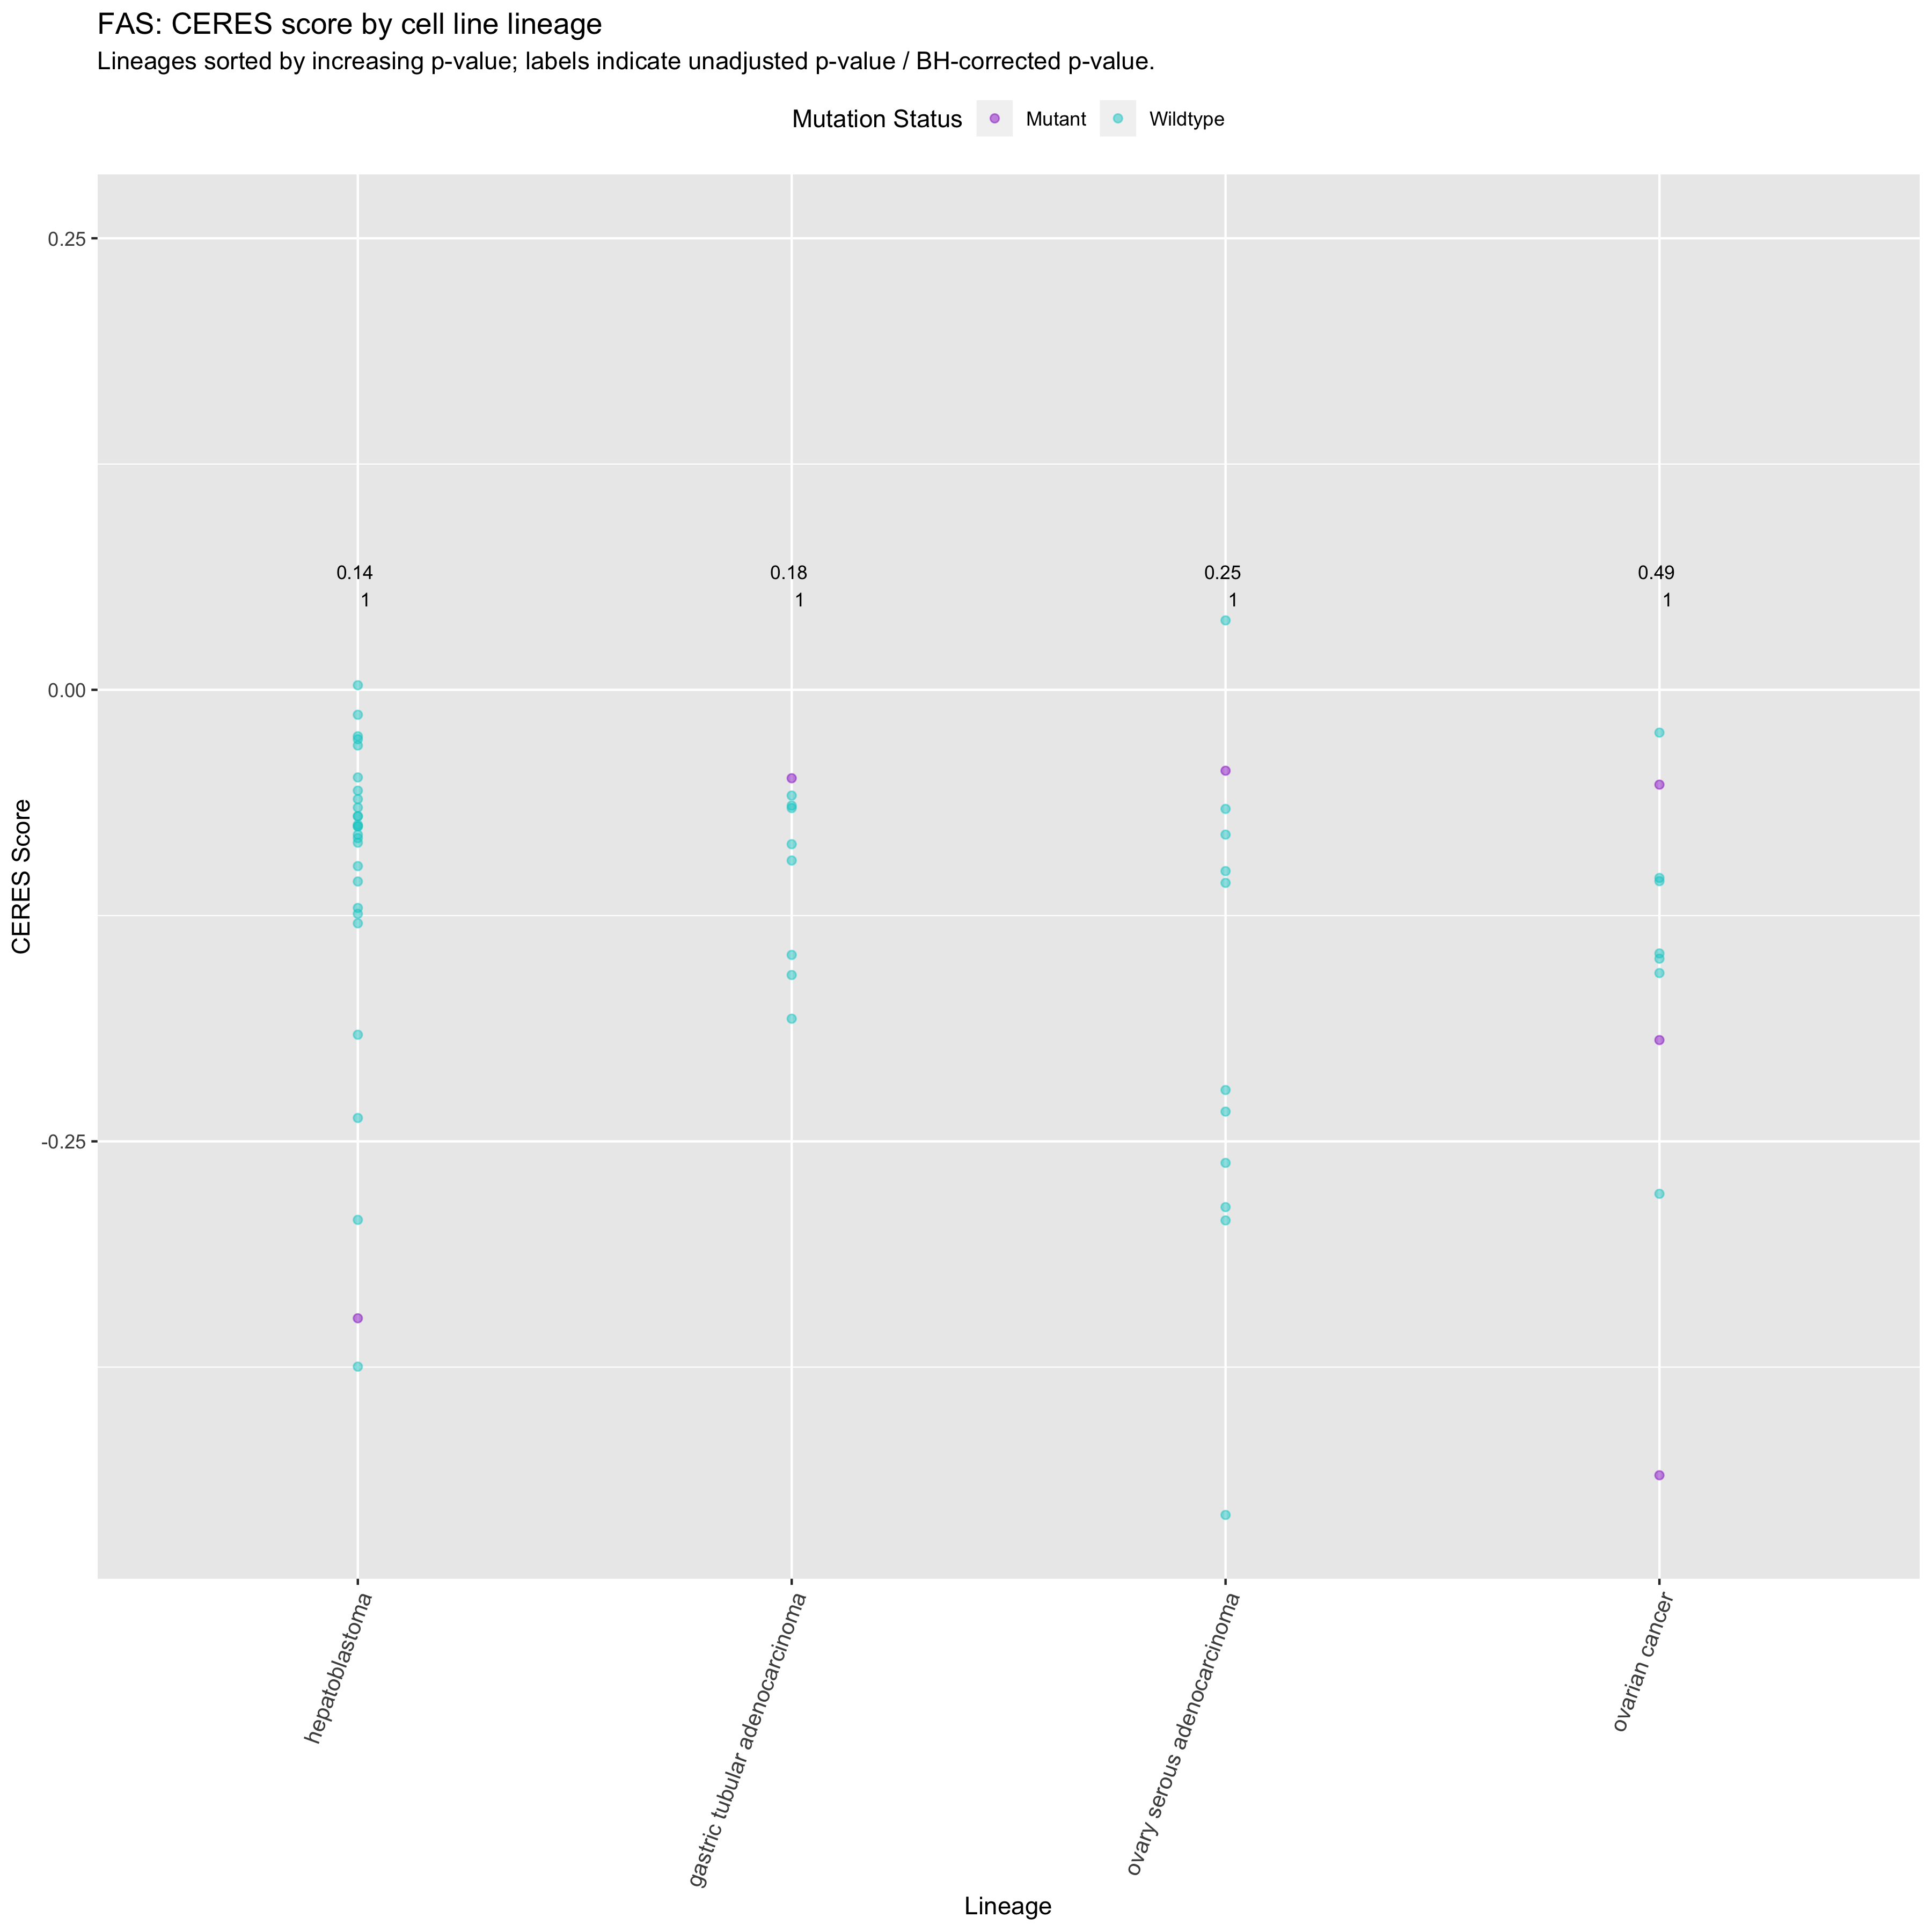 FAS: CERES score by cell line lineage
Lineages sorted by increasing p-value; labels indicate unadjusted p-value / BH-corrected p-value.
Mutation Status Mutant Wildtype
0.25
0.14 0.18 0.25 0.49
1 1 1 1
0.00
CERES Score
-0.25
hepatoblastoma
gastric tubular adenocarcinoma
ovary serous adenocarcinoma
ovarian cancer
Lineage